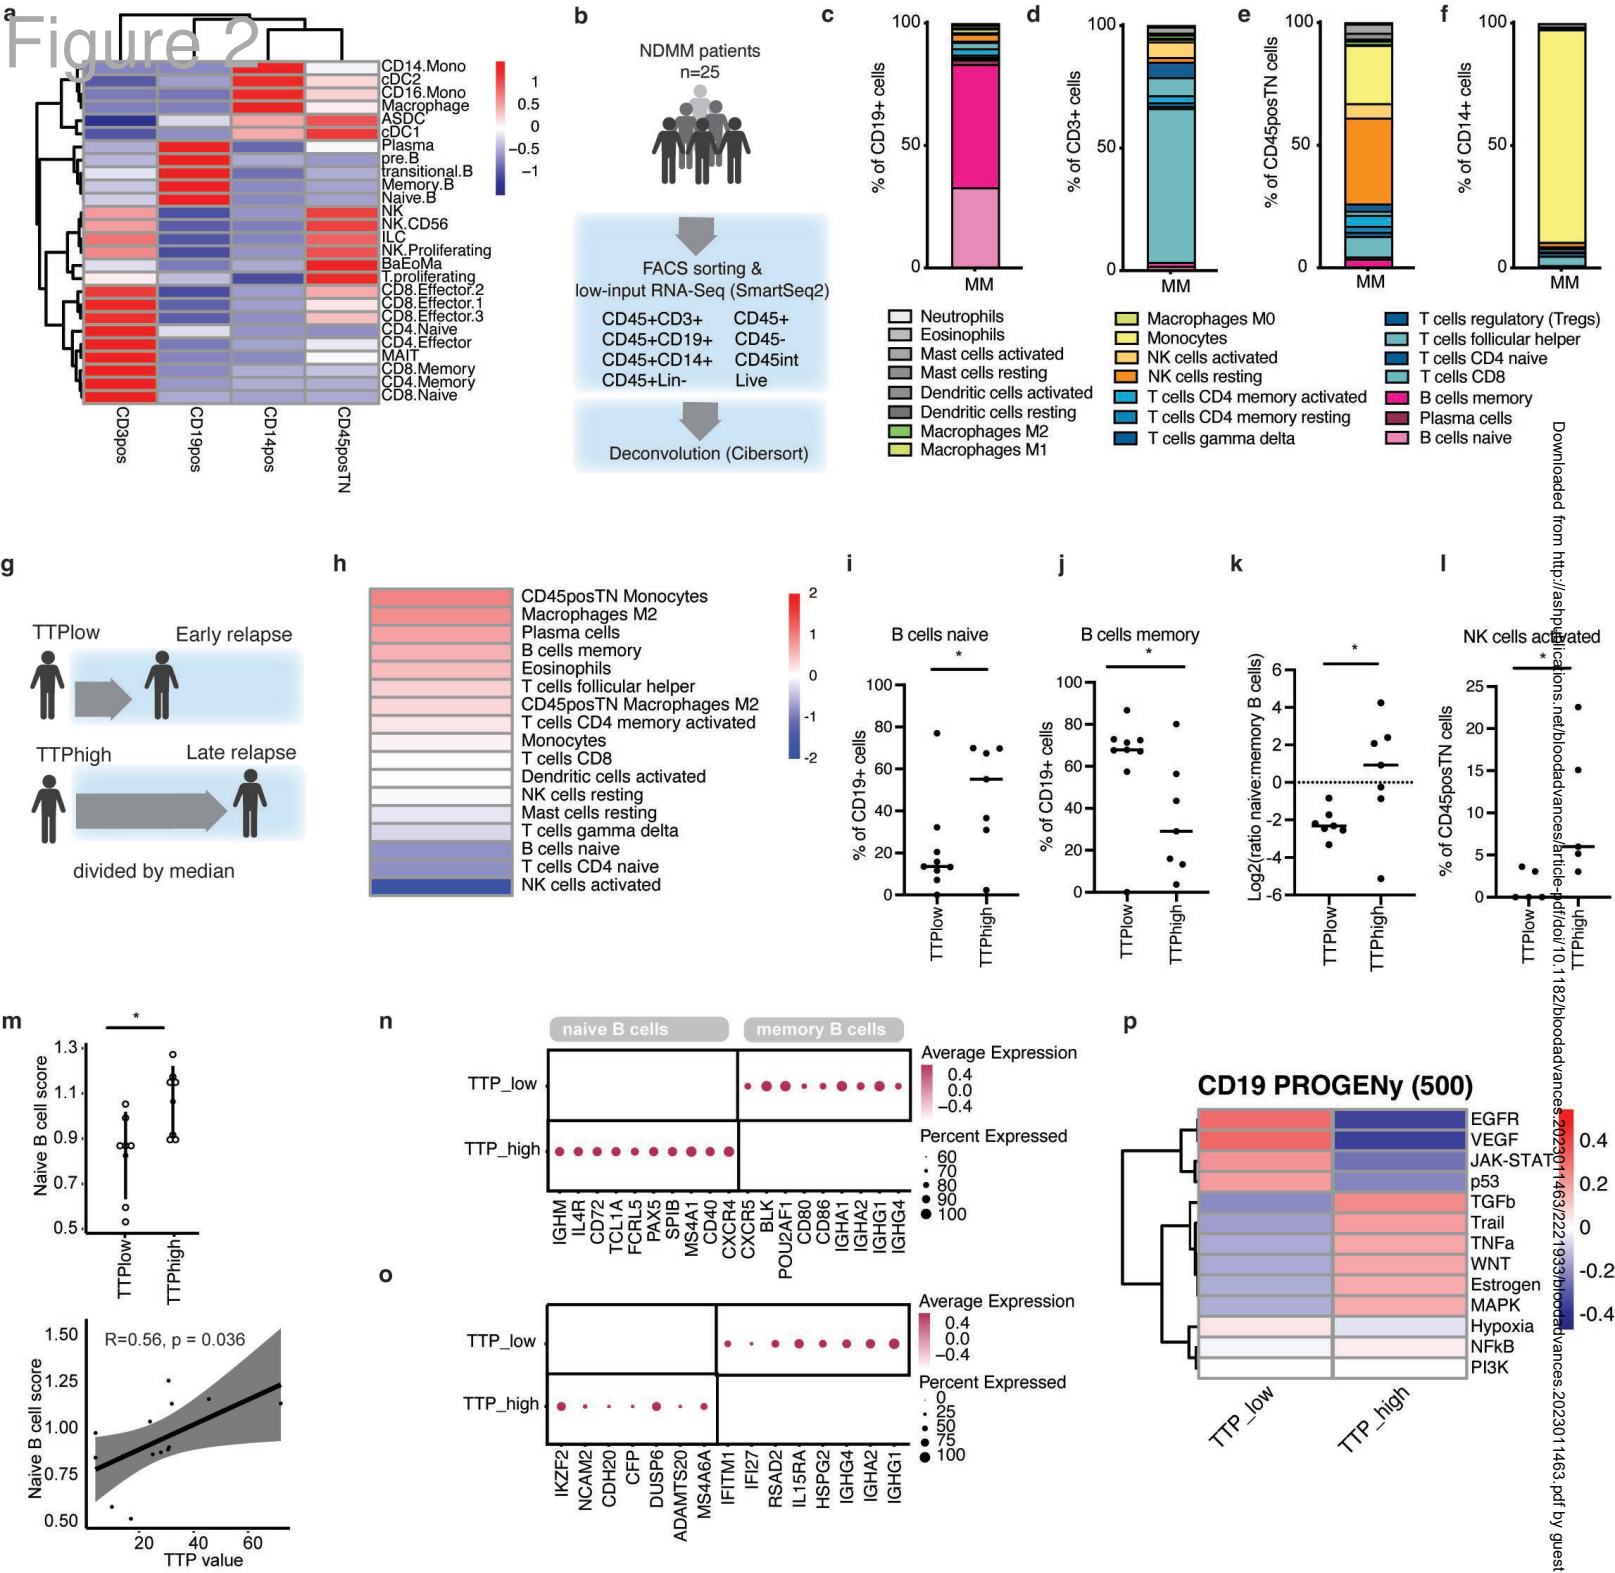 Figure 2
a
CD14.Mono
cDC2
CD16.Mono
Macrophage
ASDC
cDC1
Plasma
pre.B
transitional.B
Memory.B
Naive.B
NK
NK.CD56
ILC
NK.Proliferating
BaEoMa
T.proliferating
CD8.Effector.2
CD8.Effector.1
CD8.Effector.3
CD4.Naive
CD4.Effector
MAIT
CD8.Memory
CD4.Memory
CD8.Naive
CD3pos
CD19pos
CD14pos
CD45posTN
1
0.5
0
−0.5
−1
b
NDMM patients
n=25
FACS sorting &
low-input RNA-Seq (SmartSeq2)
CD45+CD3+ CD45+
CD45+CD19+ CD45-
CD45+CD14+ CD45int
CD45+Lin- Live
Deconvolution (Cibersort)
c
% of CD19+ cells
100
50
0
MM
d
% of CD3+ cells
100
50
0
MM
e
% of CD45posTN cells
100
50
0
MM
f
% of CD14+ cells
100
50
0
MM
Neutrophils
Eosinophils
Mast cells activated
Mast cells resting
Dendritic cells activated
Dendritic cells resting
Macrophages M2
Macrophages M1
Macrophages M0
Monocytes
NK cells activated
NK cells resting
T cells CD4 memory activated
T cells CD4 memory resting
T cells gamma delta
T cells regulatory (Tregs)
T cells follicular helper
T cells CD4 naive
T cells CD8
B cells memory
Plasma cells
B cells naive
g
TTPlow
Early relapse
TTPhigh
Late relapse
divided by median
h
CD45posTN Monocytes
Macrophages M2
Plasma cells
B cells memory
Eosinophils
T cells follicular helper
CD45posTN Macrophages M2
T cells CD4 memory activated
Monocytes
T cells CD8
Dendritic cells activated
NK cells resting
Mast cells resting
T cells gamma delta
B cells naive
T cells CD4 naive
NK cells activated
2
1
0
-1
-2
i
B cells naive
*
% of CD19+ cells
100
80
60
40
20
0
TTPlow
TTPhigh
j
B cells memory
*
% of CD19+ cells
100
80
60
40
20
0
TTPlow
TTPhigh
k
*
Log2(ratio naive:memory B cells)
6
4
2
0
-2
-4
-6
TTPlow
TTPhigh
l
NK cells activated
*
% of CD45posTN cells
25
20
15
10
5
0
TTPlow
TTPhigh
m
*
Naive B cell score
1.3
1.1
0.9
0.7
0.5
TTPlow
TTPhigh
R=0.56, p = 0.036
Naive B cell score
1.50
1.25
1.00
0.75
0.50
20 40 60
TTP value
n
naive B cells memory B cells
TTP_low
TTP_high
IGHM
IL4R
CD72
TCL1A
FCRL5
PAX5
SPIB
MS4A1
CD40
CXCR4
CXCR5
BLK
POU2AF1
CD80
CD86
IGHA1
IGHA2
IGHG1
IGHG4
Average Expression
0.4
0.0
−0.4
Percent Expressed
60
70
80
90
100
o
TTP_low
TTP_high
IKZF2
NCAM2
CDH20
CFP
DUSP6
ADAMTS20
MS4A6A
IFITM1
IFI27
RSAD2
IL15RA
HSPG2
IGHG4
IGHA2
IGHG1
Average Expression
0.4
0.0
−0.4
Percent Expressed
0
25
50
75
100
p
CD19 PROGENy (500)
EGFR
VEGF
JAK-STAT
p53
TGFb
Trail
TNFa
WNT
Estrogen
MAPK
Hypoxia
NFkB
PI3K
TTP_low
TTP_high
0.4
0.2
0
-0.2
-0.4
Downloaded from http://ashpublications.net/bloodadvances/article-pdf/doi/10.1182/bloodadvances.2023011463/2221933/bloodadvances.2023011463.pdf by guest